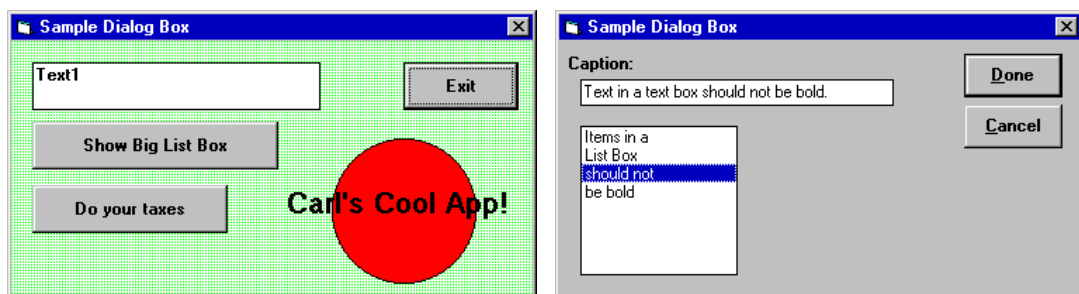 Sample Dialog Box
Text1
Exit
Show Big List Box
Do your taxes
Carl's Cool App!
Sample Dialog Box
Caption:
Text in a text box should not be bold.
Done
Cancel
Items in a
List Box
should not
be bold